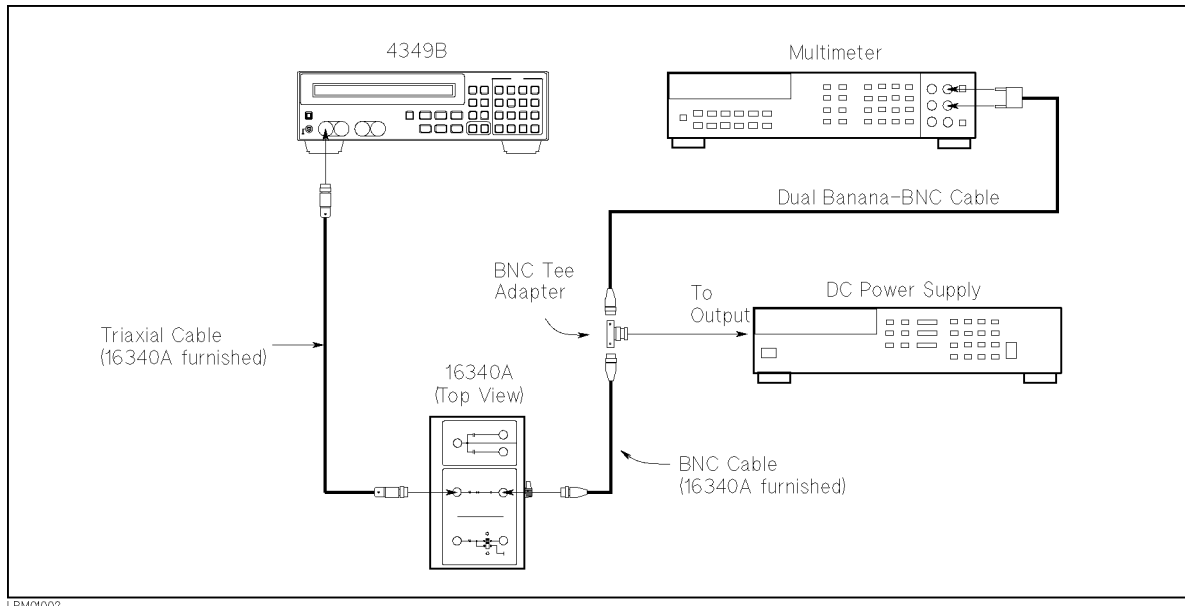 4349B
Multimeter
Dual Banana-BNC Cable
BNC Tee
Adapter
To
Output
DC Power Supply
Triaxial Cable
(16340A furnished)
16340A
(Top View)
BNC Cable
(16340A furnished)